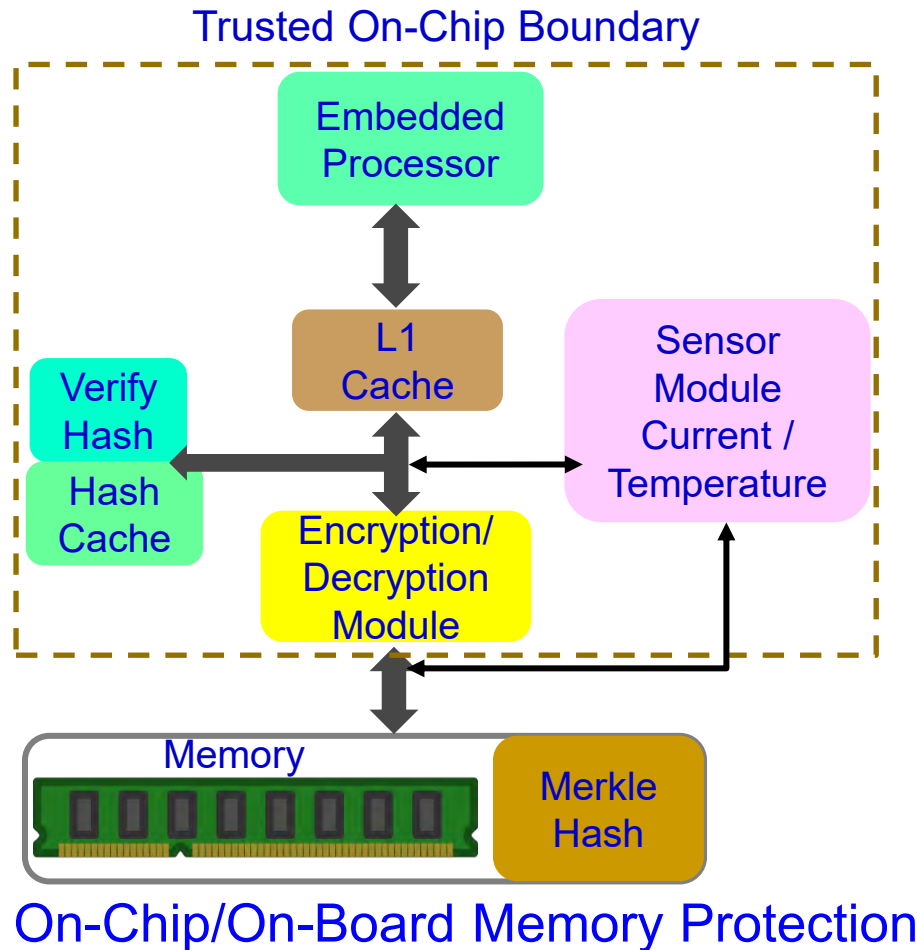 Trusted On-Chip Boundary
Embedded
Processor
L1
Cache
Sensor
Module
Current /
Temperature
Verify
Hash
Hash
Cache
Encryption/
Decryption
Module
Memory
Merkle
Hash
On-Chip/On-Board Memory Protection